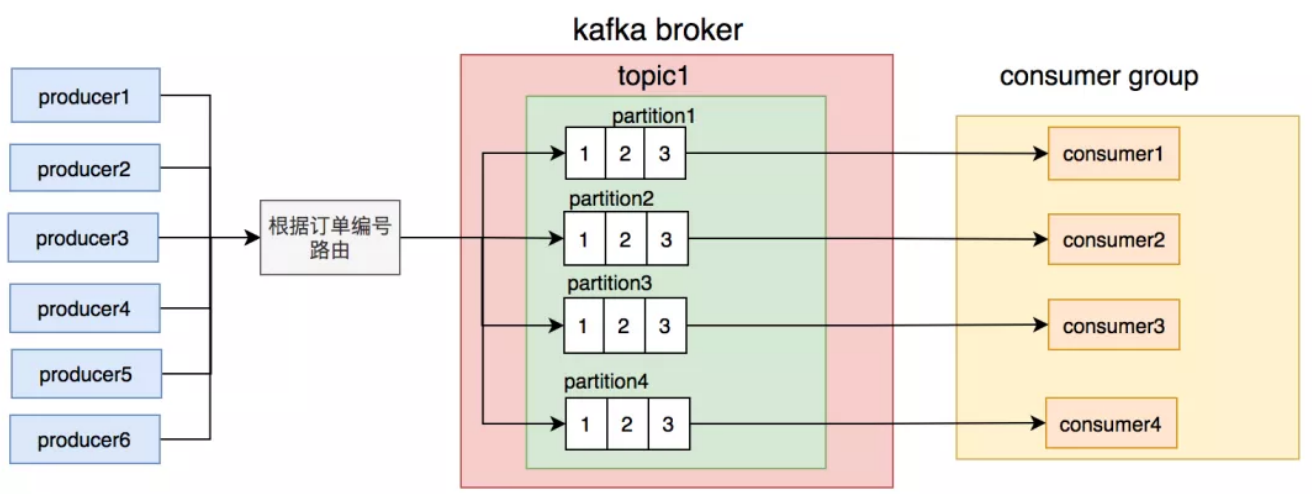 kafka broker
topic1
consumer group
producer1
producer2
producer3
producer4
producer5
producer6
根据订单编号
路由
partition1
1 2 3
partition2
1 2 3
partition3
1 2 3
partition4
1 2 3
consumer1
consumer2
consumer3
consumer4